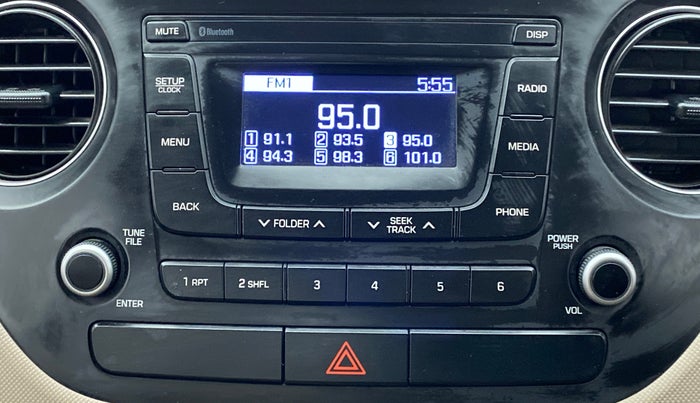 MUTE Bluetooth DISP
SETUP
CLOCK
FM1 5:55
RADIO
95.0
MENU
1 91.1 2 93.5 3 95.0
4 94.3 5 98.3 6 101.0
MEDIA
BACK
FOLDER
SEEK
TRACK
PHONE
TUNE
FILE
POWER
PUSH
1 RPT 2 SHFL 3 4 5 6
ENTER
VOL